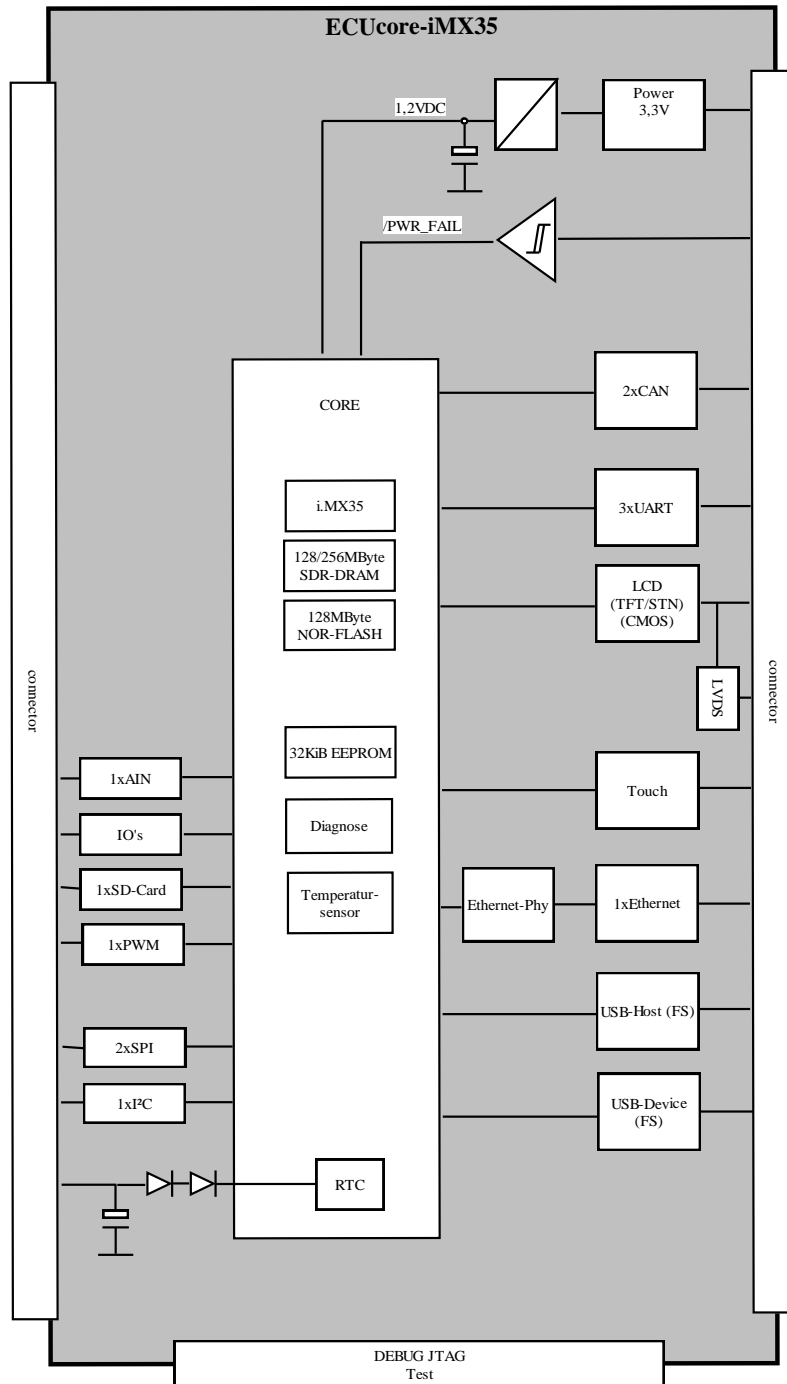 ECUcore-iMX35
Power
3,3V
1,2VDC
/PWR_FAIL
CORE
2xCAN
i.MX35
3xUART
128/256MByte
SDR-DRAM
LCD
(TFT/STN)
(CMOS)
128MByte
NOR-FLASH
LVDS
connector
connector
32KiB EEPROM
1xAIN
Touch
Diagnose
IO's
1xSD-Card
Temperatur-
sensor
Ethernet-Phy
1xEthernet
1xPWM
USB-Host (FS)
2xSPI
1xI²C
USB-Device
(FS)
RTC
DEBUG JTAG
Test